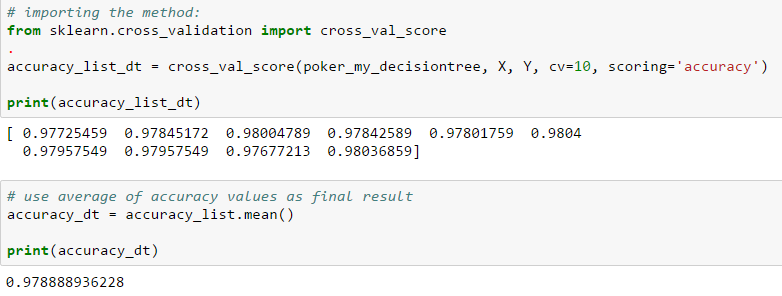 # importing the method:
from sklearn.cross_validation import cross_val_score
.
accuracy_list_dt = cross_val_score(poker_my_decisiontree, X, Y, cv=10, scoring='accuracy')
print(accuracy_list_dt)
[ 0.97725459  0.97845172  0.98004789  0.97842589  0.97801759  0.9804
  0.97957549  0.97957549  0.97677213  0.98036859]
# use average of accuracy values as final result
accuracy_dt = accuracy_list.mean()
print(accuracy_dt)
0.978888936228